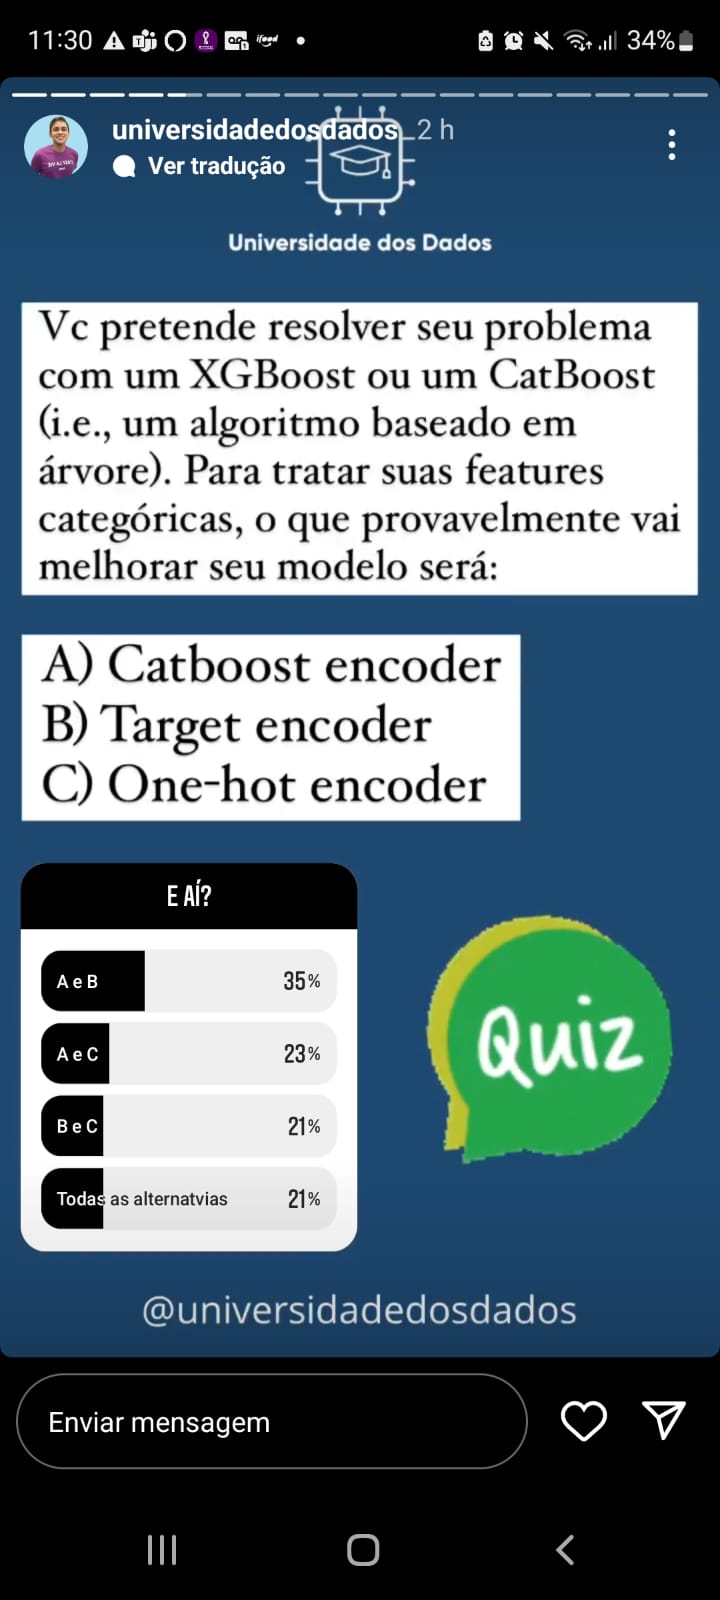 11:30
ifood
34%
universidadedosdados 2 h
Ver tradução
Universidade dos Dados
Vc pretende resolver seu problema
com um XGBoost ou um CatBoost
(i.e., um algoritmo baseado em
árvore). Para tratar suas features
categóricas, o que provavelmente vai
melhorar seu modelo será:
A) Catboost encoder
B) Target encoder
C) One-hot encoder
E AÍ?
A e B 35%
A e C 23%
B e C 21%
Todas as alternatvias 21%
Quiz
@universidadedosdados
Enviar mensagem